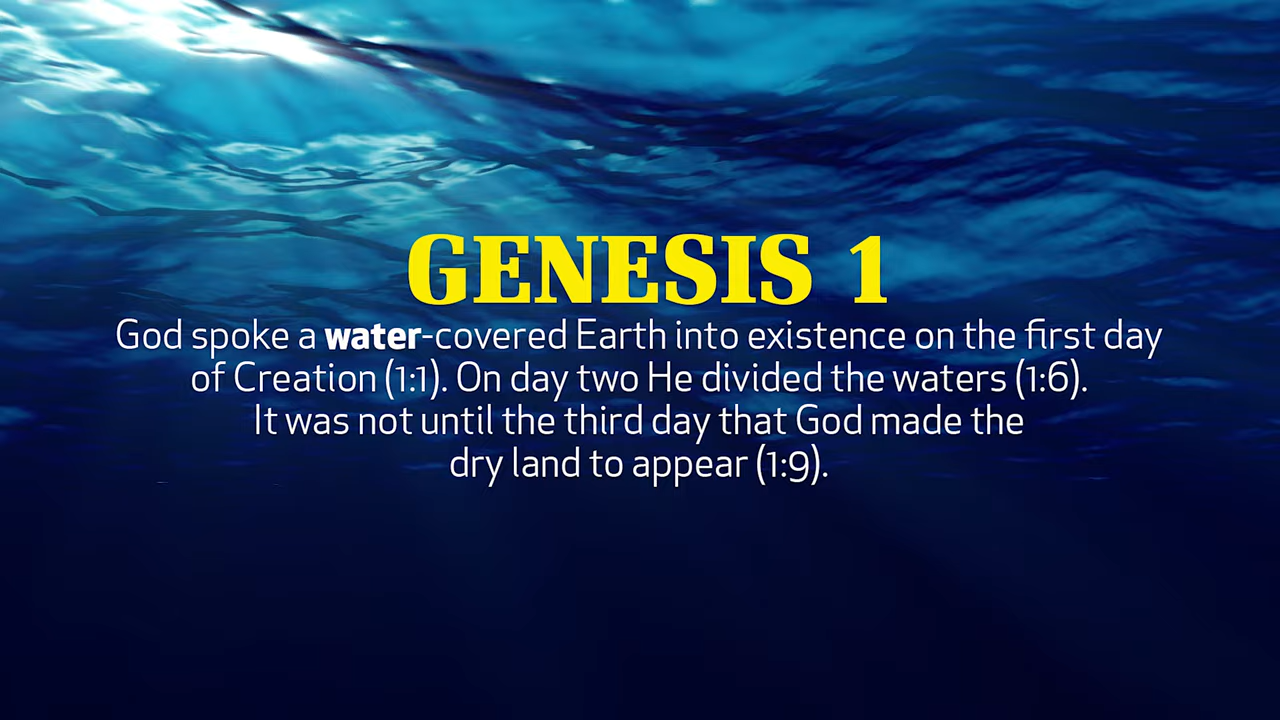 GENESIS 1
God spoke a water-covered Earth into existence on the first day
of Creation (1:1). On day two He divided the waters (1:6).
It was not until the third day that God made the
dry land to appear (1:9).